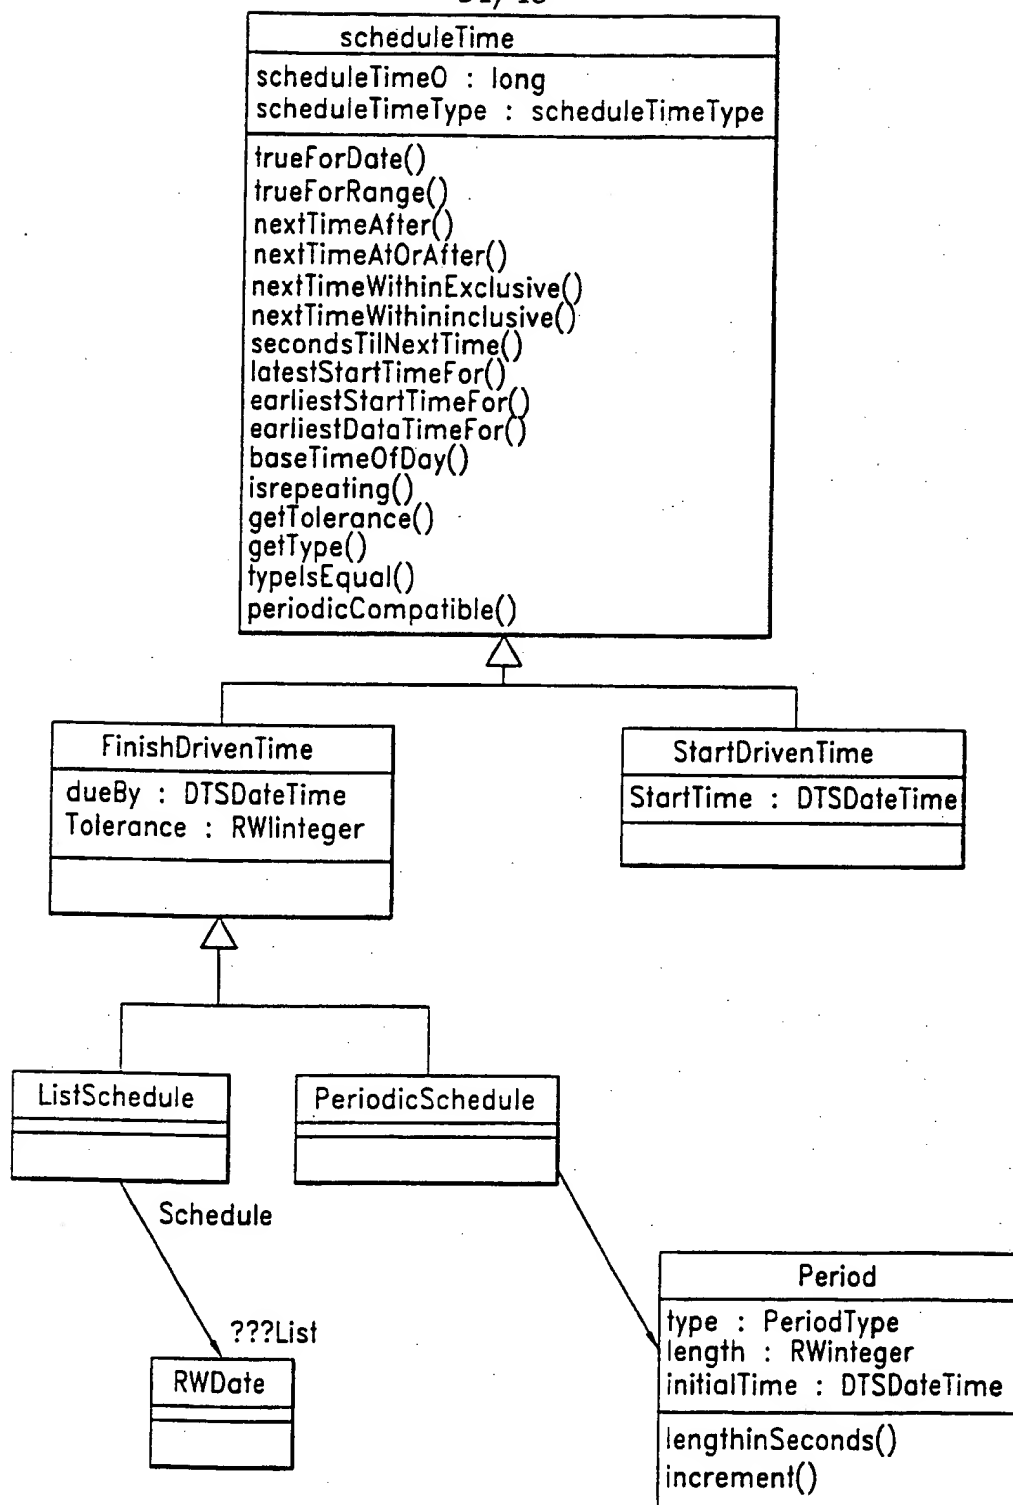 scheduleTime
scheduleTimeO : long
scheduleTimeType : scheduleTimeType
trueForDate()
trueForRange()
nextTimeAfter()
nextTimeAtOrAfter()
nextTimeWithinExclusive()
nextTimeWithininclusive()
secondsTilNextTime()
latestStartTimeFor()
earliestStartTimeFor()
earliestDataTimeFor()
baseTimeOfDay()
isrepeating()
getTolerance()
getType()
typeIsEqual()
periodicCompatible()
FinishDrivenTime
dueBy : DTSDateTime
Tolerance : RWIinteger
StartDrivenTime
StartTime : DTSDateTime
ListSchedule
PeriodicSchedule
Schedule
???List
RWDate
Period
type : PeriodType
length : RWinteger
initialTime : DTSDateTime
lengthinSeconds()
increment()